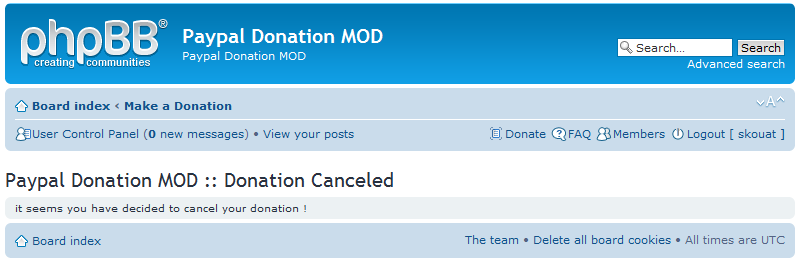 phpBB®
creating communities
Paypal Donation MOD
Paypal Donation MOD
Search... Search
Advanced search
Board index ‹ Make a Donation
A
User Control Panel (0 new messages) • View your posts
Donate FAQ Members Logout [ skouat ]
Paypal Donation MOD :: Donation Canceled
it seems you have decided to cancel your donation !
Board index
The team • Delete all board cookies • All times are UTC